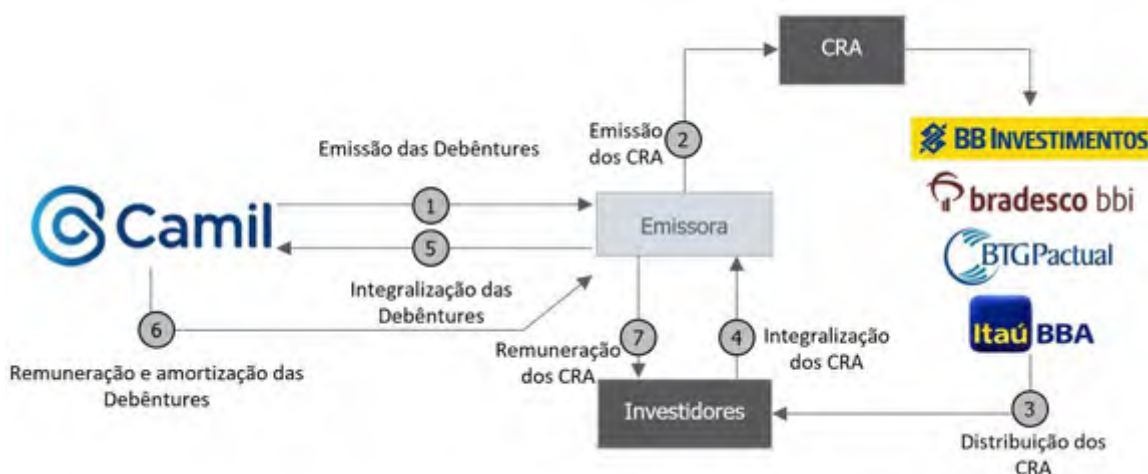 CRA
Emissão
dos CRA
2
BB INVESTIMENTOS
Emissão das Debêntures
bradesco bbi
Camil
1
Emissora
5
BTGPactual
Integralização das
Debêntures
6
7
4
Itaú BBA
Remuneração
dos CRA
Integralização
dos CRA
Remuneração e amortização das
Debêntures
Investidores
3
Distribuição dos
CRA